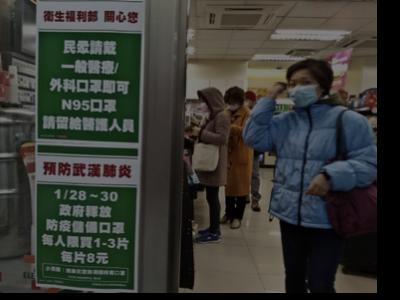 衛生福利部 關心您
民眾請戴
一般醫療/
外科口罩即可
N95口罩
請留給醫護人員
預防武漢肺炎
1/28~30
政府釋放
防疫儲備口罩
每人限買1-3片
每片8元